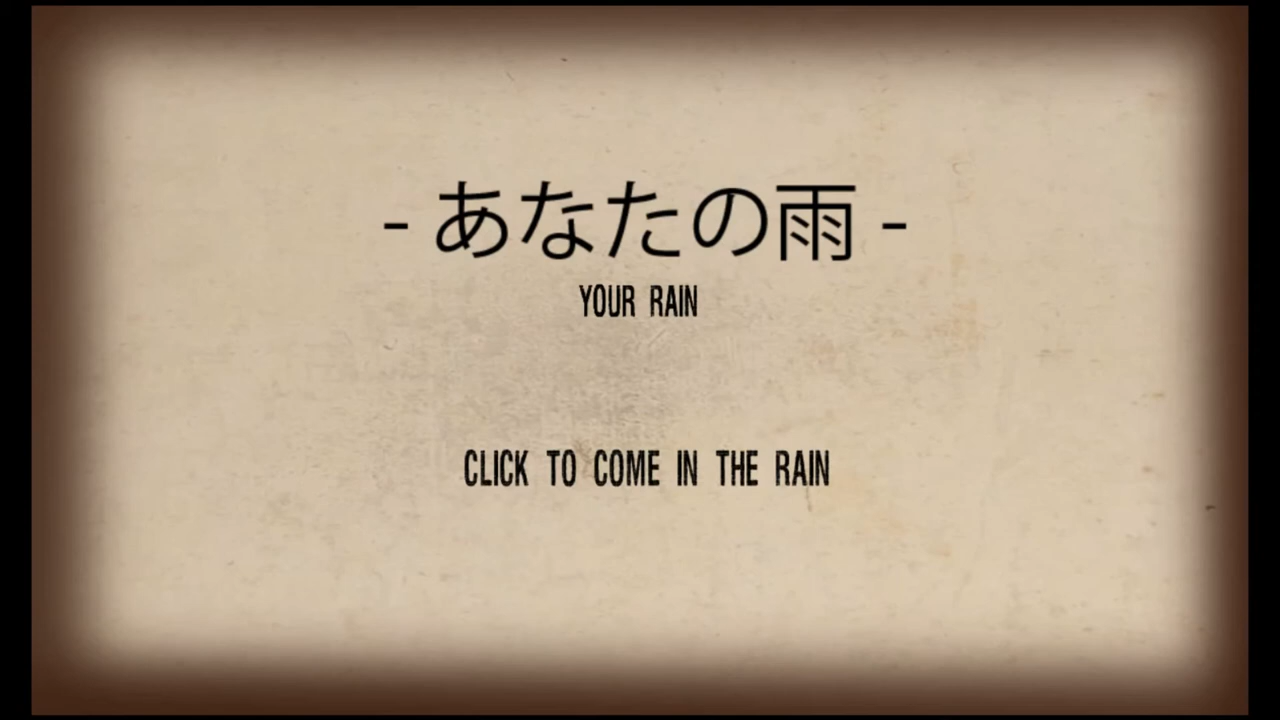 - あなたの雨 -
YOUR RAIN
CLICK TO COME IN THE RAIN